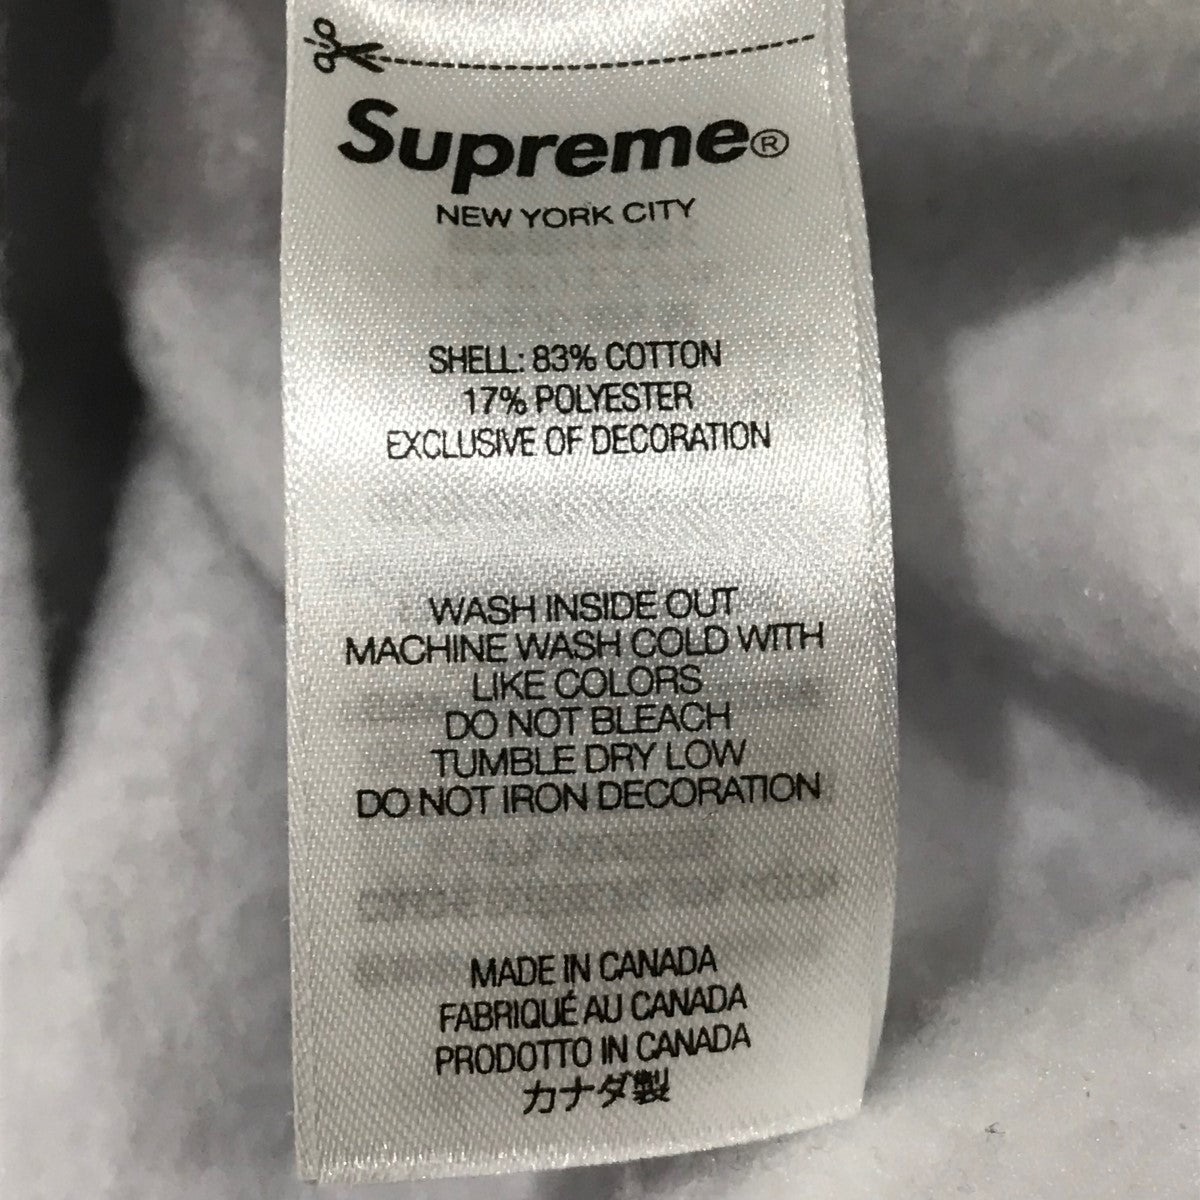 Supreme®
NEW YORK CITY
SHELL: 83% COTTON
17% POLYESTER
EXCLUSIVE OF DECORATION
WASH INSIDE OUT
MACHINE WASH COLD WITH
LIKE COLORS
DO NOT BLEACH
TUMBLE DRY LOW
DO NOT IRON DECORATION
MADE IN CANADA
FABRIQUÉ AU CANADA
PRODOTTO IN CANADA
カナダ製